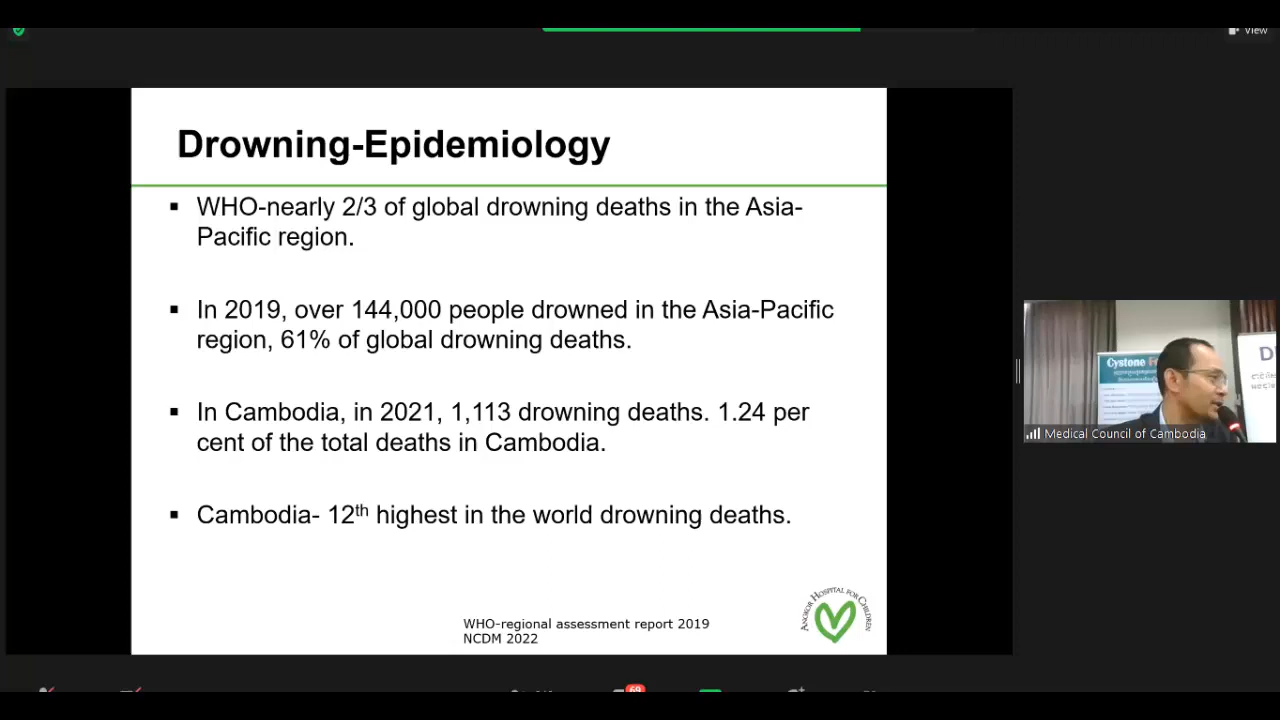 View
Drowning-Epidemiology
▪ WHO-nearly 2/3 of global drowning deaths in the Asia-
Pacific region.
▪ In 2019, over 144,000 people drowned in the Asia-Pacific
region, 61% of global drowning deaths.
▪ In Cambodia, in 2021, 1,113 drowning deaths. 1.24 per
cent of the total deaths in Cambodia.
▪ Cambodia- 12th highest in the world drowning deaths.
WHO-regional assessment report 2019
NCDM 2022
ANGKOR HOSPITAL FOR CHILDREN
Cystone
Medical Council of Cambodia
69